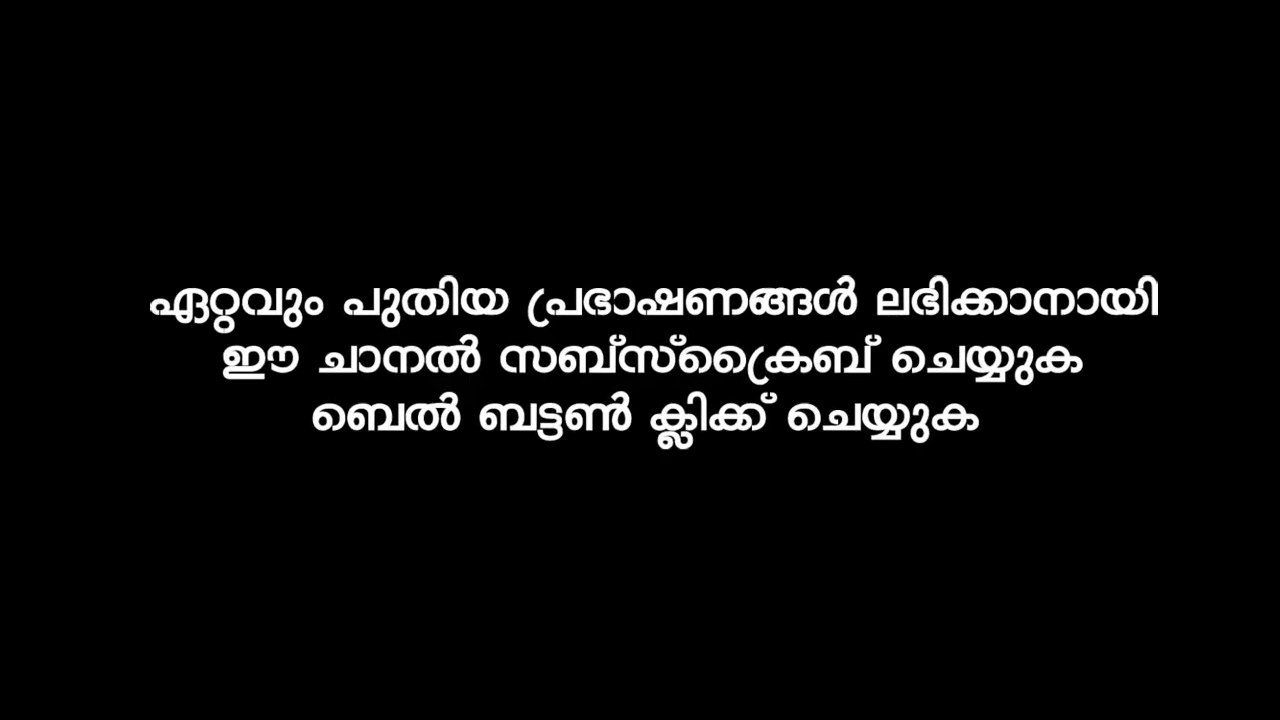 ഏറ്റവും പുതിയ പ്രഭാഷണങ്ങൾ ലഭിക്കാനായി
ഈ ചാനൽ സബ്സ്ക്രൈബ് ചെയ്യുക
ബെൽ ബട്ടൺ ക്ലിക്ക് ചെയ്യുക